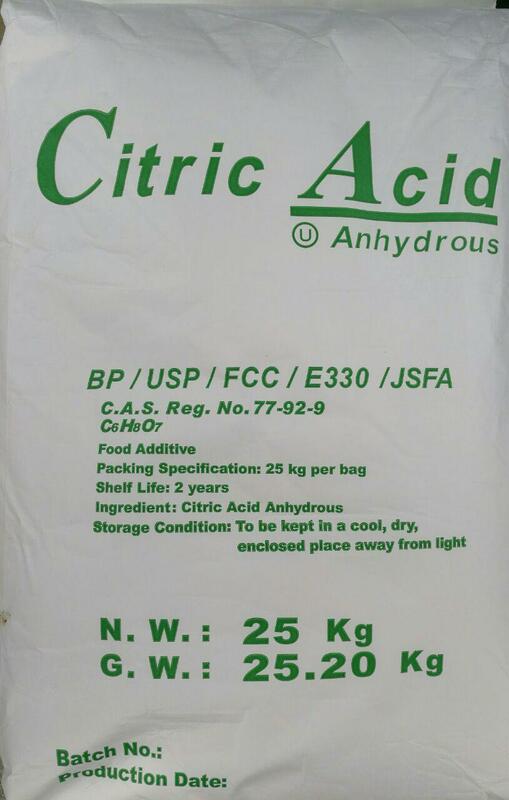 Citric Acid
Ⓤ Anhydrous
BP / USP / FCC / E330 / JSFA
C.A.S. Reg. No. 77-92-9
C6H8O7
Food Additive
Packing Specification: 25 kg per bag
Shelf Life: 2 years
Ingredient: Citric Acid Anhydrous
Storage Condition: To be kept in a cool, dry,
enclosed place away from light
N. W. : 25 Kg
G. W. : 25.20 Kg
Batch No.:
Production Date: